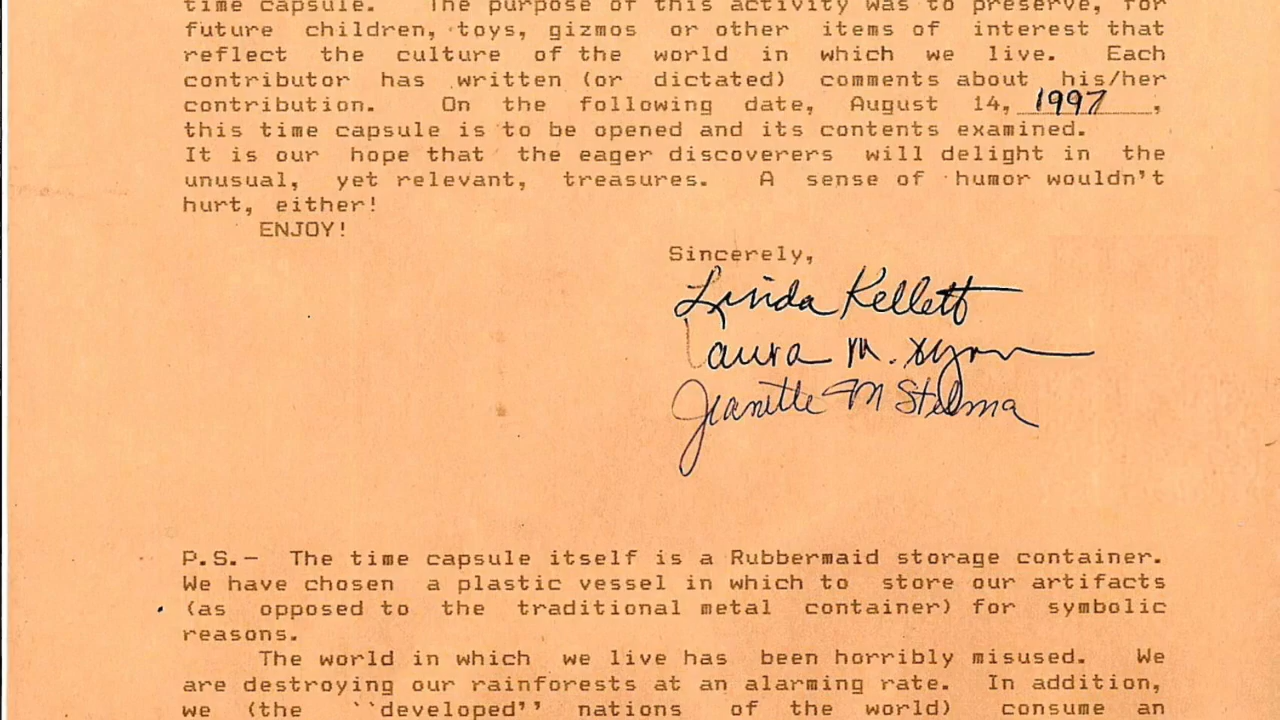 time capsule. The purpose of this activity was to preserve, for
future children, toys, gizmos or other items of interest that
reflect the culture of the world in which we live. Each
contributor has written (or dictated) comments about his/her
contribution. On the following date, August 14, 1997,
this time capsule is to be opened and its contents examined.
It is our hope that the eager discoverers will delight in the
unusual, yet relevant, treasures. A sense of humor wouldn't
hurt, either!
ENJOY!
Sincerely,
Linda Kellett
Laura M.
Jeanette M Stelma
P.S.- The time capsule itself is a Rubbermaid storage container.
We have chosen a plastic vessel in which to store our artifacts
(as opposed to the traditional metal container) for symbolic
reasons.
The world in which we live has been horribly misused. We
are destroying our rainforests at an alarming rate. In addition,
we (the ``developed'' nations of the world) consume an